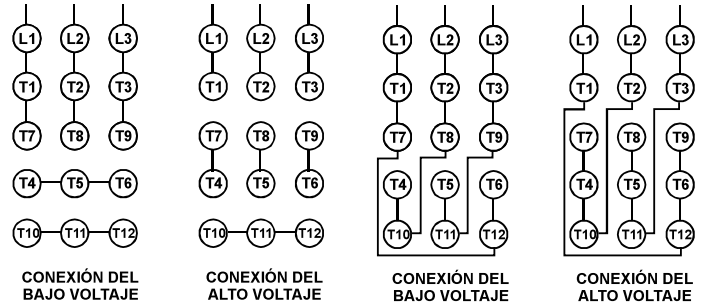 L1 L2 L3
T1 T2 T3
T7 T8 T9
T4 T5 T6
T10 T11 T12
CONEXIÓN DEL
BAJO VOLTAJE
L1 L2 L3
T1 T2 T3
T7 T8 T9
T4 T5 T6
T10 T11 T12
CONEXIÓN DEL
ALTO VOLTAJE
L1 L2 L3
T1 T2 T3
T7 T8 T9
T4 T5 T6
T10 T11 T12
CONEXIÓN DEL
BAJO VOLTAJE
L1 L2 L3
T1 T2 T3
T7 T8 T9
T4 T5 T6
T10 T11 T12
CONEXIÓN DEL
ALTO VOLTAJE